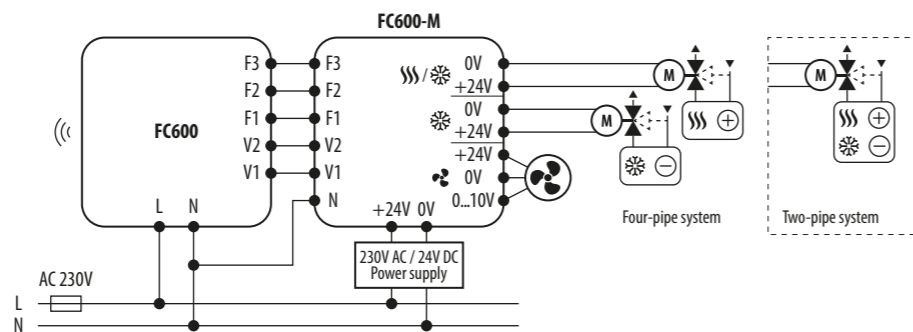 FC600-M
F3 F3 0V
+24V
F2 F2
/
0V
FC600 F1 F1
+24V
V2 V2
+24V
V1 V1 0V
N 0...10V
L N
+24V 0V
M
M
M
Four-pipe system
Two-pipe system
230V AC / 24V DC
Power supply
AC 230V
L
N